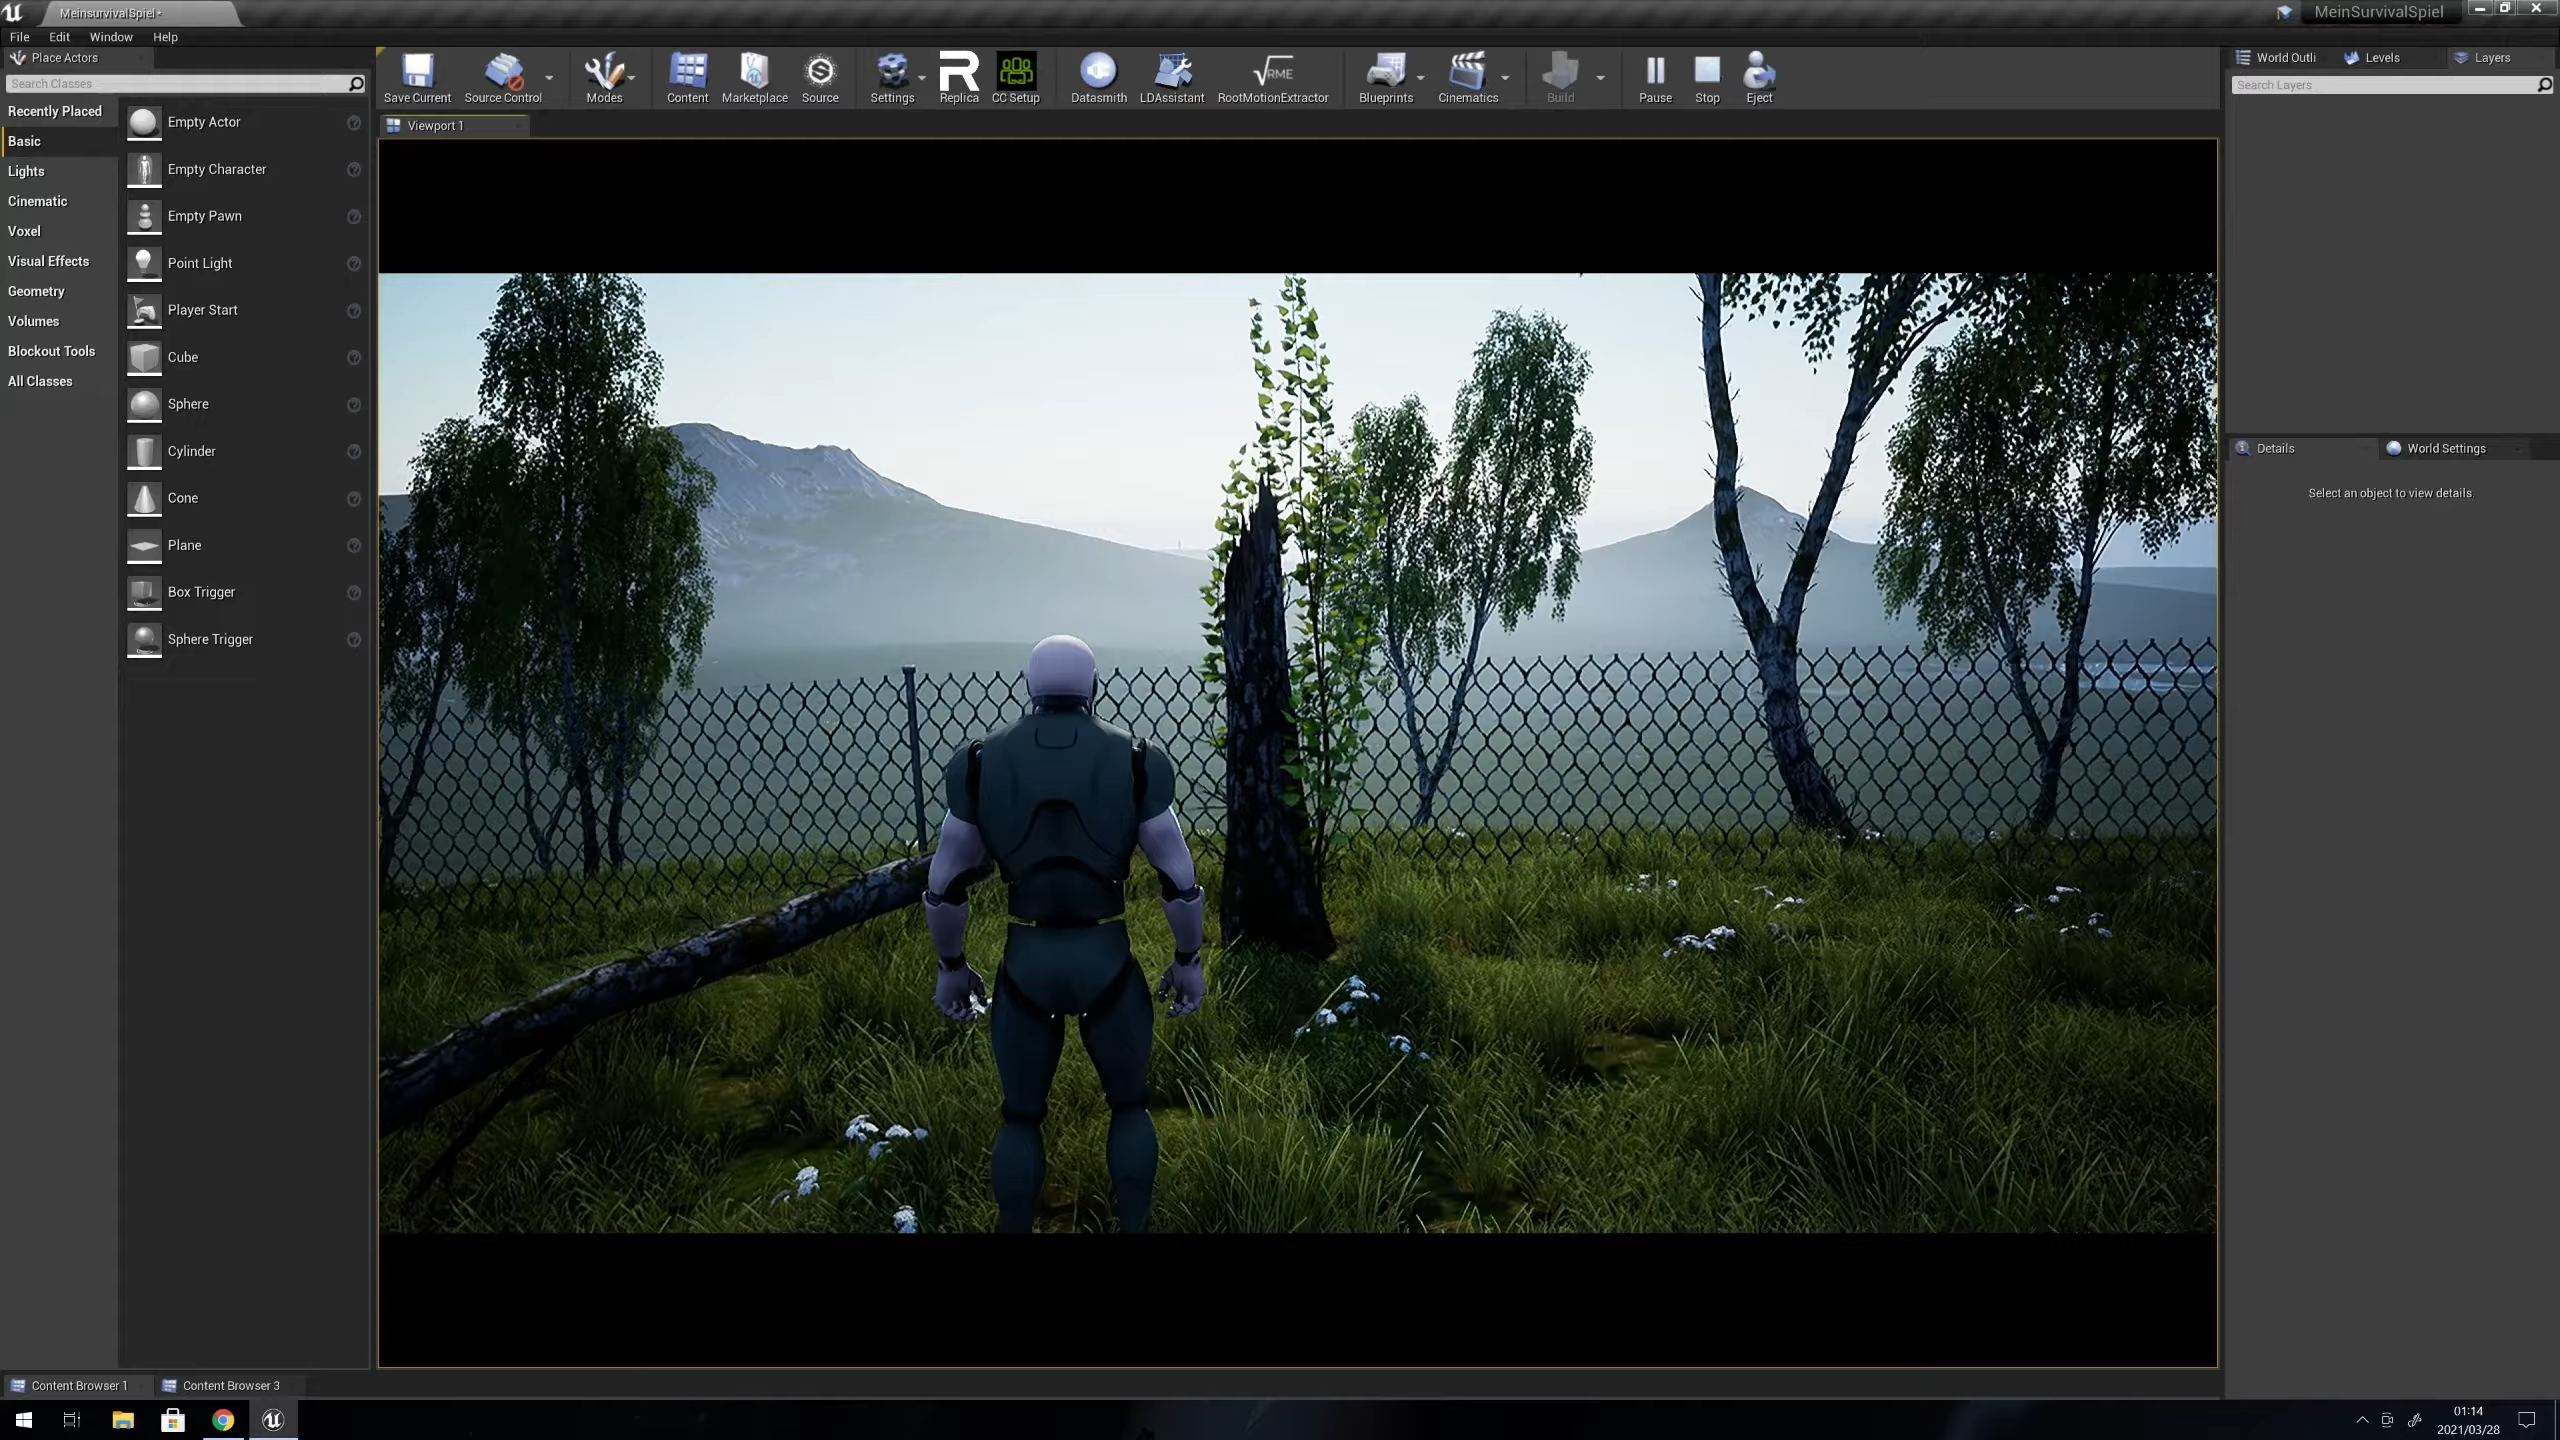 MeinsurvivalSpiel•
MeinSurvivalSpiel
File Edit Window Help
Place Actors
Search Classes
Recently Placed
Basic
Lights
Cinematic
Voxel
Visual Effects
Geometry
Volumes
Blockout Tools
All Classes
Empty Actor
Empty Character
Empty Pawn
Point Light
Player Start
Cube
Sphere
Cylinder
Cone
Plane
Box Trigger
Sphere Trigger
Save Current Source Control Modes Content Marketplace Source Settings Replica CC Setup Datasmith LDAssistant RootMotionExtractor Blueprints Cinematics Build Pause Stop Eject
RME
Viewport 1
World Outli Levels Layers
Search Layers
Details World Settings
Select an object to view details.
Content Browser 1 Content Browser 3
01:14
2021/03/28